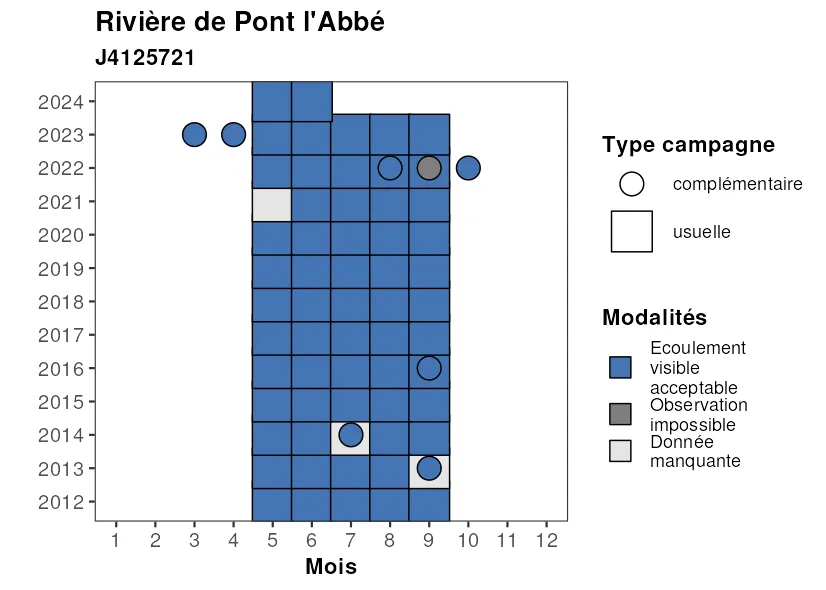 Rivière de Pont l'Abbé
J4125721
2024
2023
2022
2021
2020
2019
2018
2017
2016
2015
2014
2013
2012
1 2 3 4 5 6 7 8 9 10 11 12
Mois
Type campagne
complémentaire
usuelle
Modalités
Ecoulement
visible
acceptable
Observation
impossible
Donnée
manquante